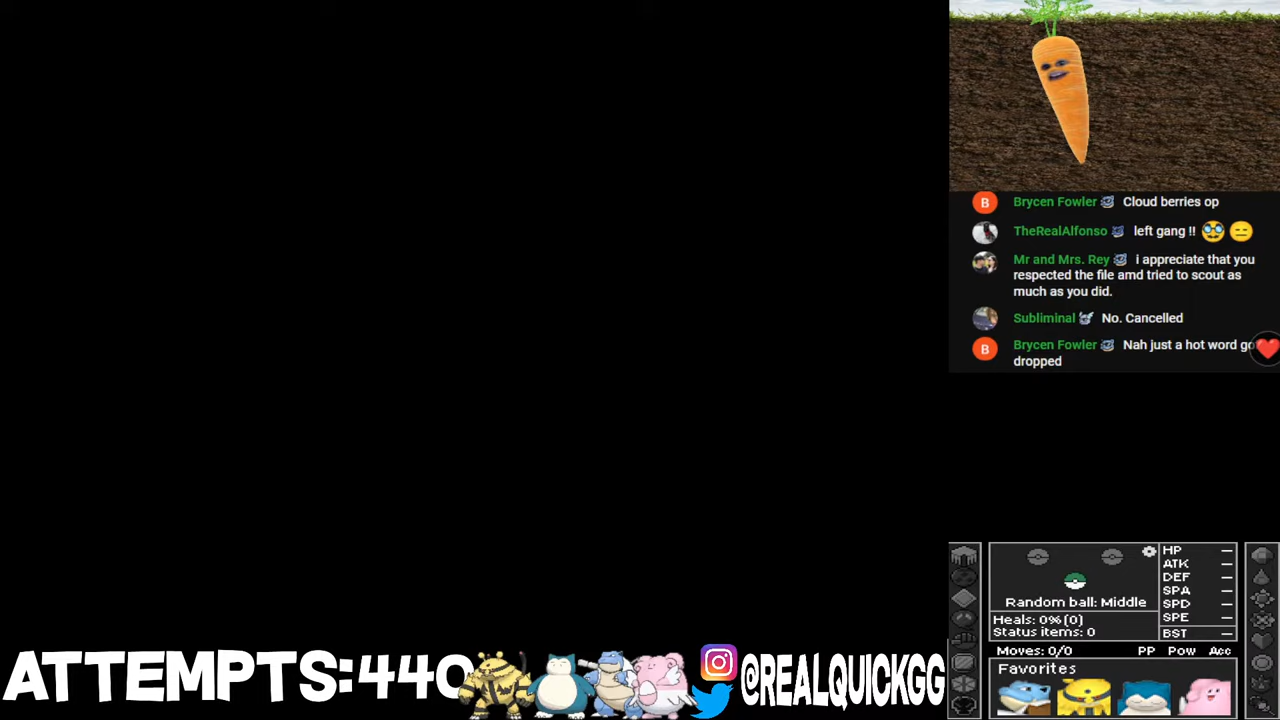 Brycen Fowler Cloud berries op
TheRealAlfonso left gang !!
Mr and Mrs. Rey i appreciate that you
respected the file amd tried to scout as
much as you did.
Subliminal No. Cancelled
B Brycen Fowler Nah just a hot word go
dropped
HP —
ATK —
DEF —
SPA —
SPD —
SPE —
BST —
Random ball: Middle
Heals: 0% (0)
Status items: 0
Moves: 0/0 PP Pow Acc
Favorites
ATTEMPTS:440
@REALQUICKGG